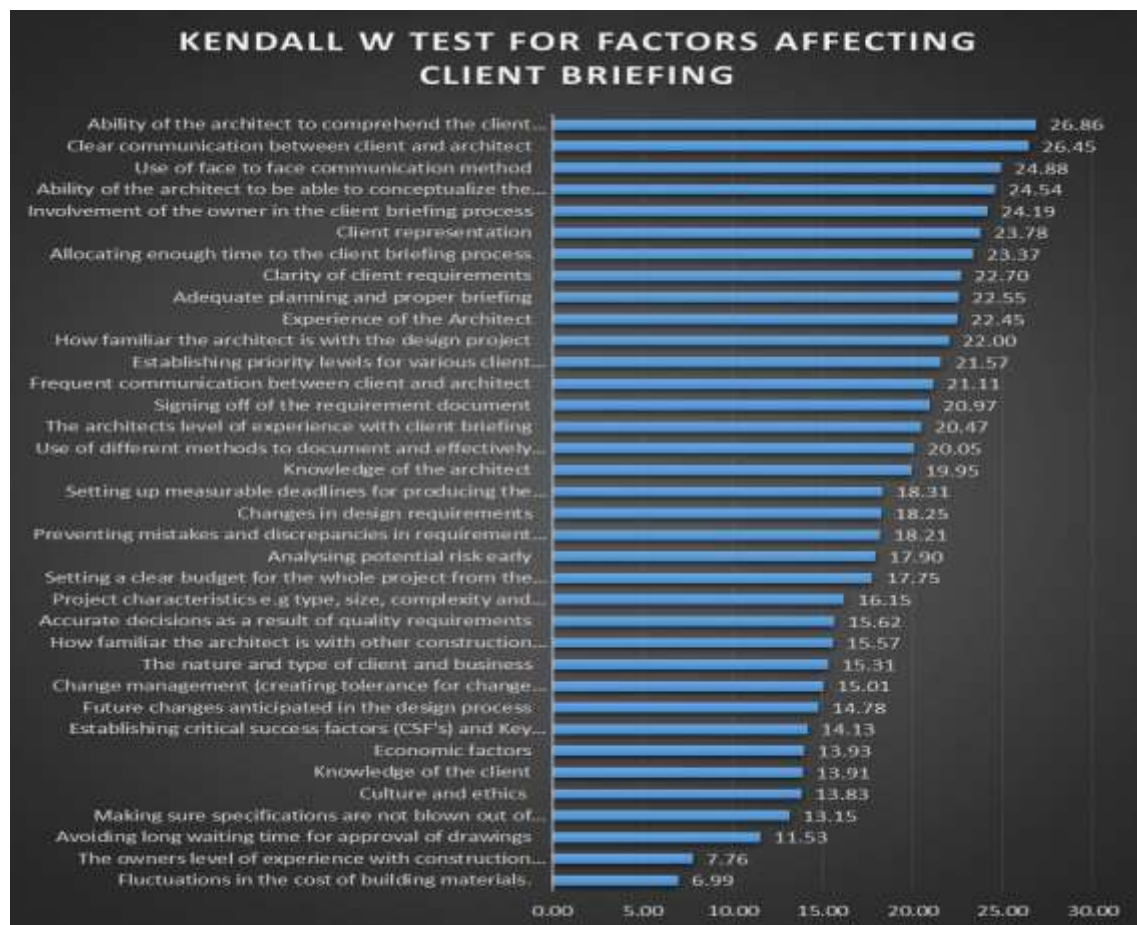 KENDALL W TEST FOR FACTORS AFFECTING
CLIENT BRIEFING
Ability of the architect to comprehend the client... 26.86
Clear communication between client and architect 26.45
Use of face to face communication method 24.88
Ability of the architect to be able to conceptualize the... 24.54
Involvement of the owner in the client briefing process 24.19
Client representation 23.78
Allocating enough time to the client briefing process 23.37
Clarity of client requirements 22.70
Adequate planning and proper briefing 22.55
Experience of the Architect 22.45
How familiar the architect is with the design project 22.00
Establishing priority levels for various client... 21.57
Frequent communication between client and architect 21.11
Signing off of the requirement document 20.97
The architects level of experience with client briefing 20.47
Use of different methods to document and effectively... 20.05
Knowledge of the architect 19.95
Setting up measurable deadlines for producing the... 18.31
Changes in design requirements 18.25
Preventing mistakes and discrepancies in requirement... 18.21
Analysing potential risk early 17.90
Setting a clear budget for the whole project from the... 17.75
Project characteristics e.g type, size, complexity and... 16.15
Accurate decisions as a result of quality requirements 15.62
How familiar the architect is with other construction... 15.57
The nature and type of client and business 15.31
Change management (creating tolerance for change... 15.01
Future changes anticipated in the design process 14.78
Establishing critical success factors (CSF's) and Key... 14.13
Economic factors 13.93
Knowledge of the client 13.91
Culture and ethics 13.83
Making sure specifications are not blown out of... 13.15
Avoiding long waiting time for approval of drawings 11.53
The owners level of experience with construction... 7.76
Fluctuations in the cost of building materials. 6.99
0.00 5.00 10.00 15.00 20.00 25.00 30.00